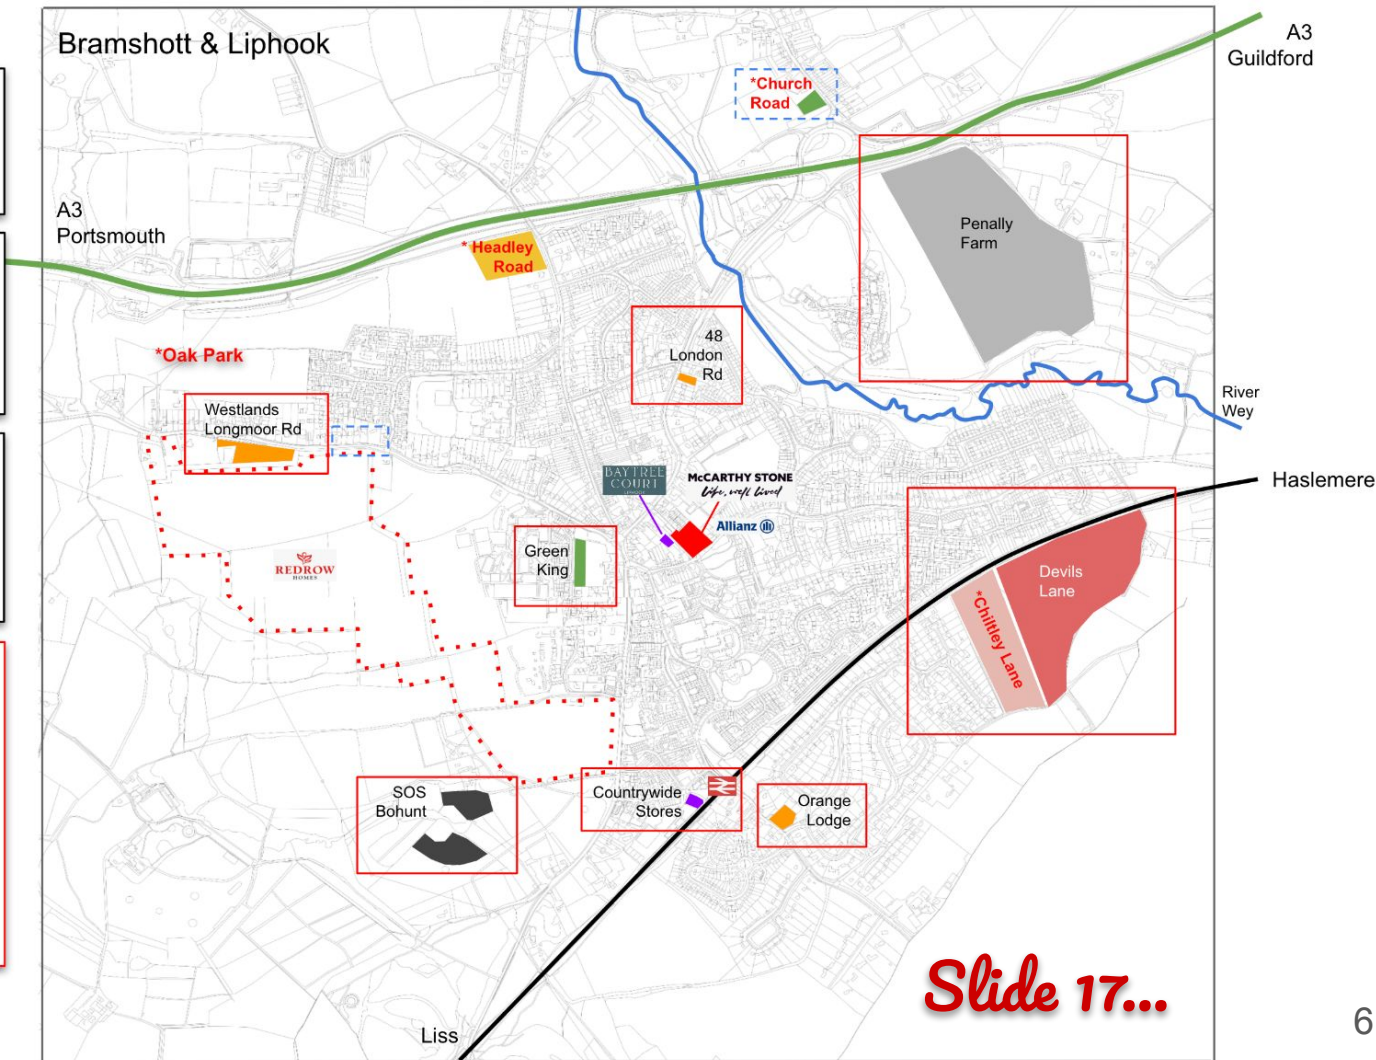 Bramshott & Liphook
A3
Guildford
*Church
Road
A3
Portsmouth
* Headley
Road
Penally
Farm
48
London
Rd
*Oak Park
River
Wey
Westlands
Longmoor Rd
BAYTREE
COURT
McCARTHY STONE
Life, well lived
Haslemere
Allianz
Green
King
REDROW
HOMES
Devils
Lane
*Chiltley Lane
SOS
Bohunt
Countrywide
Stores
Orange
Lodge
Slide 17...
Liss
6